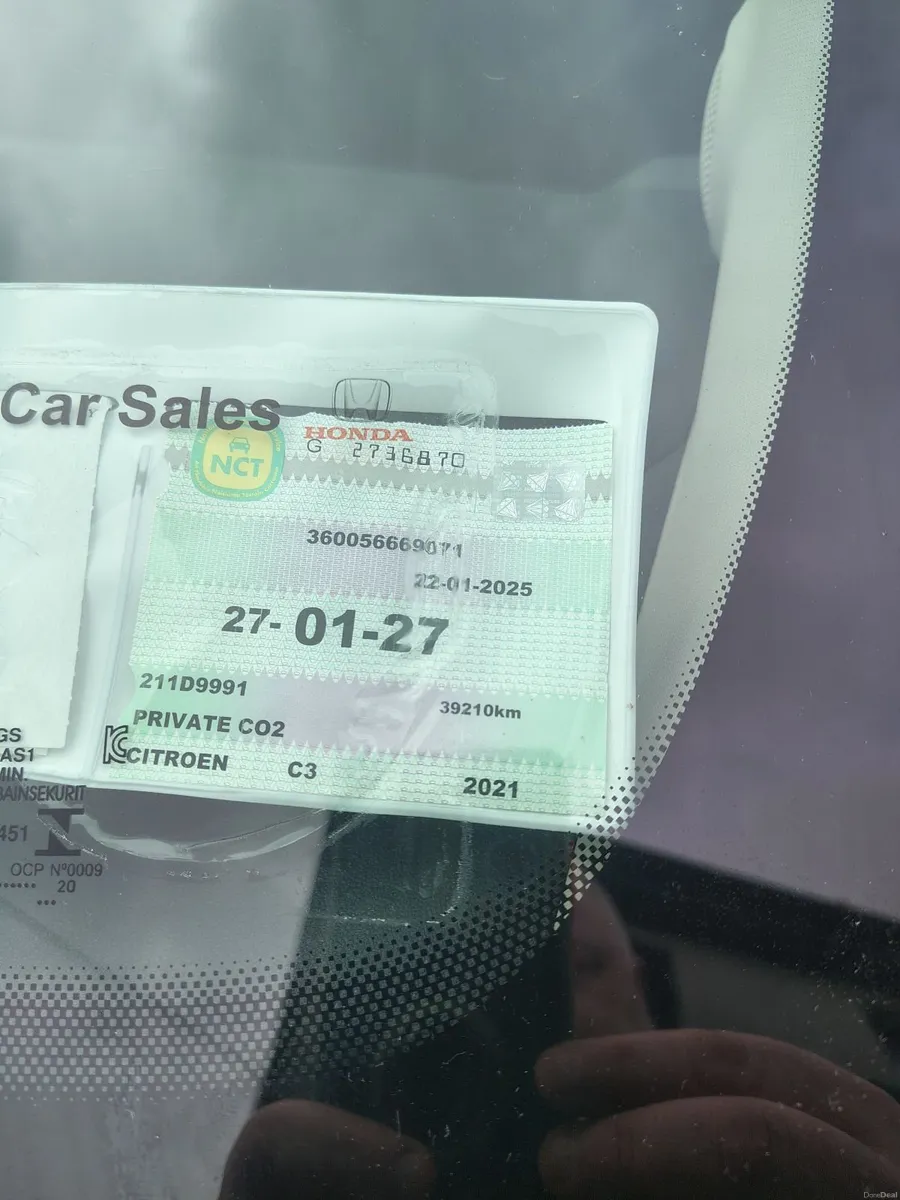 Car Sales
HONDA
NCT
G 2736870
360056669071
22-01-2025
27-01-27
211D9991
39210km
PRIVATE CO2
CITROEN C3 2021
GS
AS1
MIN.
BAINSEKURIT
451
OCP Nº0009
20
DoneDeal